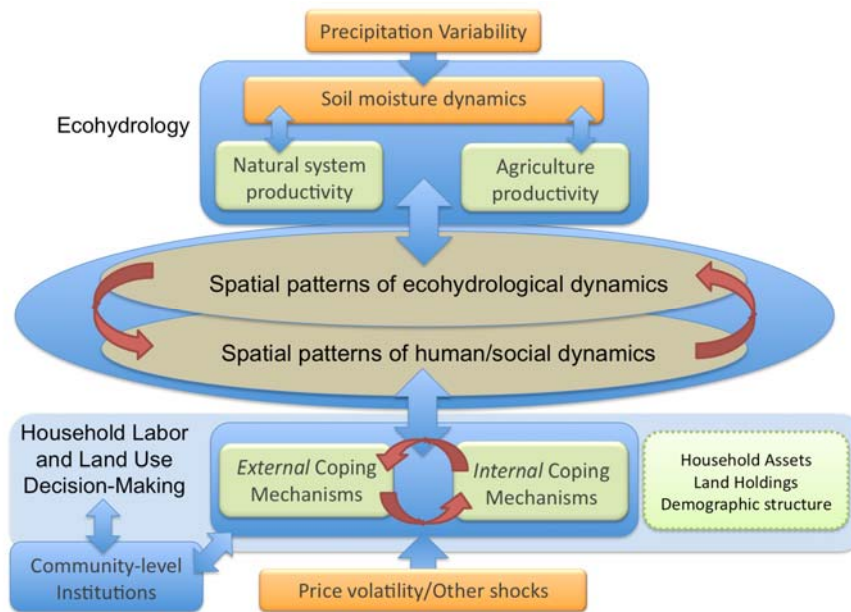 Precipitation Variability
Soil moisture dynamics
Ecohydrology
Natural system
productivity
Agriculture
productivity
Spatial patterns of ecohydrological dynamics
Spatial patterns of human/social dynamics
Household Labor
and Land Use
Decision-Making
External Coping
Mechanisms
Internal Coping
Mechanisms
Household Assets
Land Holdings
Demographic structure
Community-level
Institutions
Price volatility/Other shocks